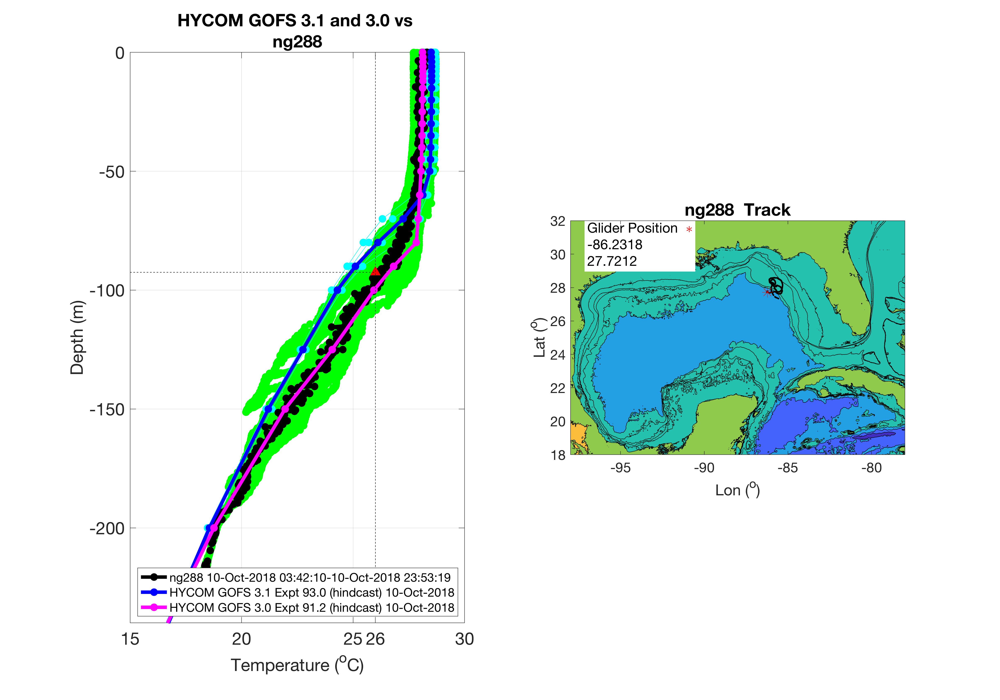 HYCOM GOFS 3.1 and 3.0 vs
ng288
0
-50
-100
-150
-200
Depth (m)
15
20
25
26
30
Temperature (°C)
ng288 10-Oct-2018 03:42:10-10-Oct-2018 23:53:19
HYCOM GOFS 3.1 Expt 93.0 (hindcast) 10-Oct-2018
HYCOM GOFS 3.0 Expt 91.2 (hindcast) 10-Oct-2018
ng288 Track
Glider Position
-86.2318
27.7212
32
30
28
26
24
22
20
18
Lat (°)
-95
-90
-85
-80
Lon (°)